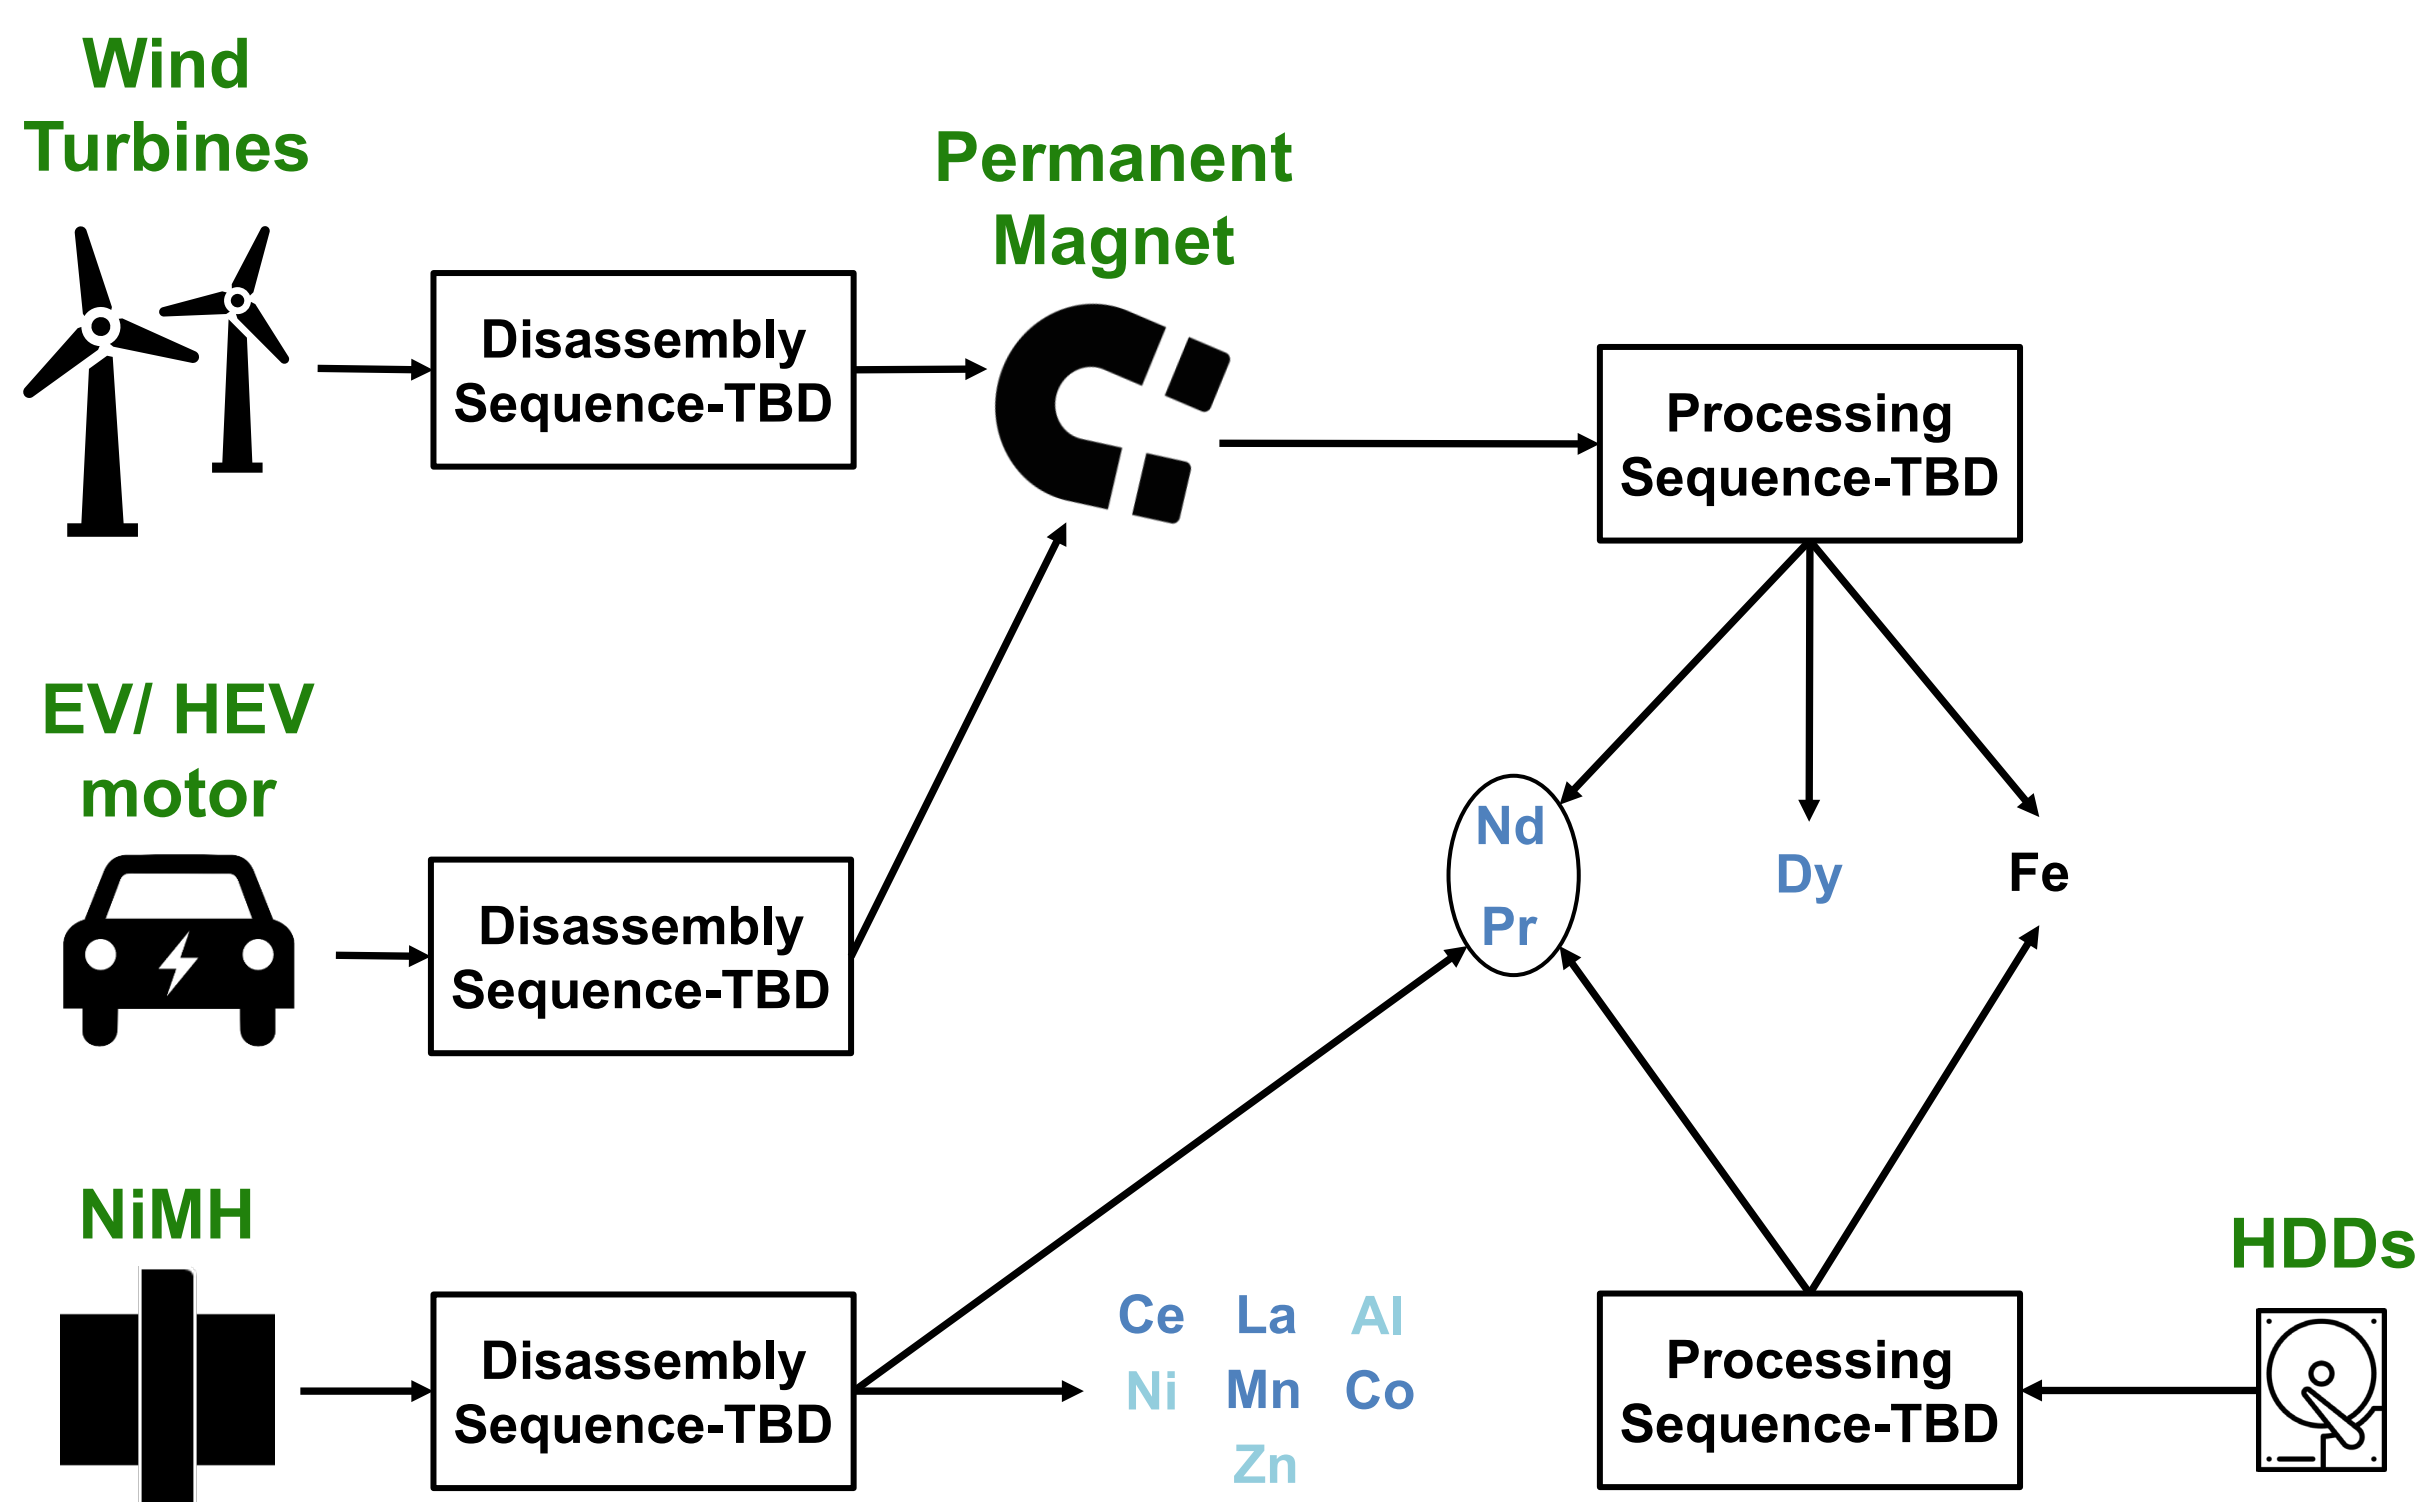 Wind
Turbines
Permanent
Magnet
Disassembly
Sequence-TBD
Processing
Sequence-TBD
EV/ HEV
motor
Nd
Pr
Dy
Fe
Disassembly
Sequence-TBD
NiMH
HDDs
Disassembly
Sequence-TBD
Ce La Al
Ni Mn Co
Zn
Processing
Sequence-TBD